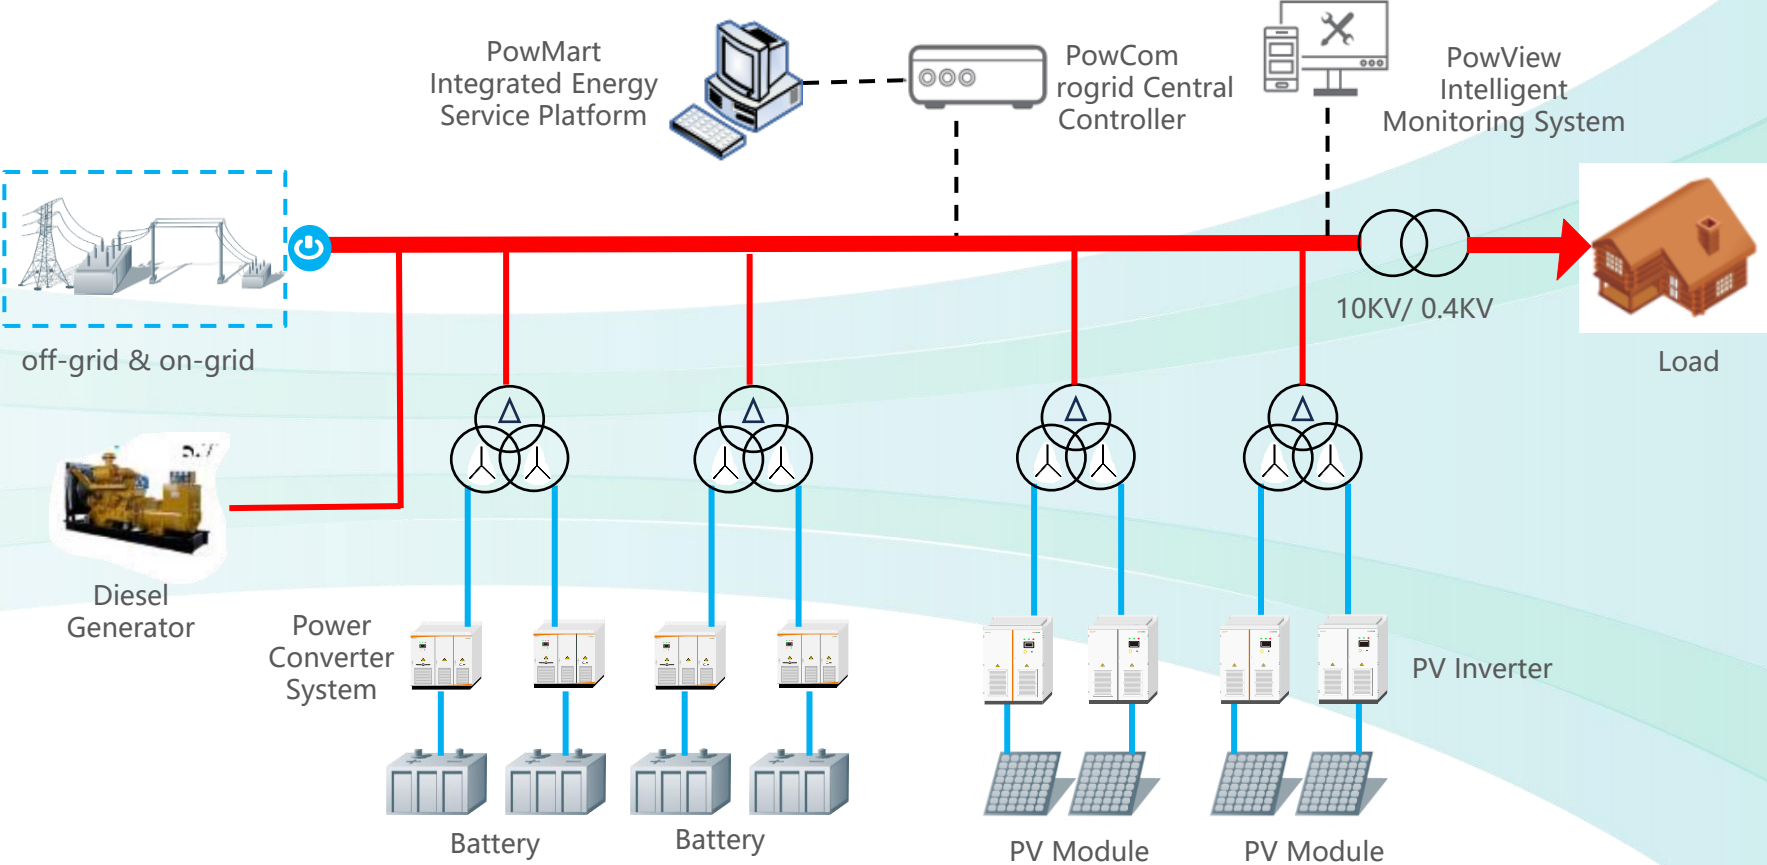 PowMart
Integrated Energy
Service Platform
PowCom
rogrid Central
Controller
PowView
Intelligent
Monitoring System
10KV/ 0.4KV
Load
off-grid & on-grid
Diesel
Generator
Power
Converter
System
PV Inverter
Battery
Battery
PV Module
PV Module